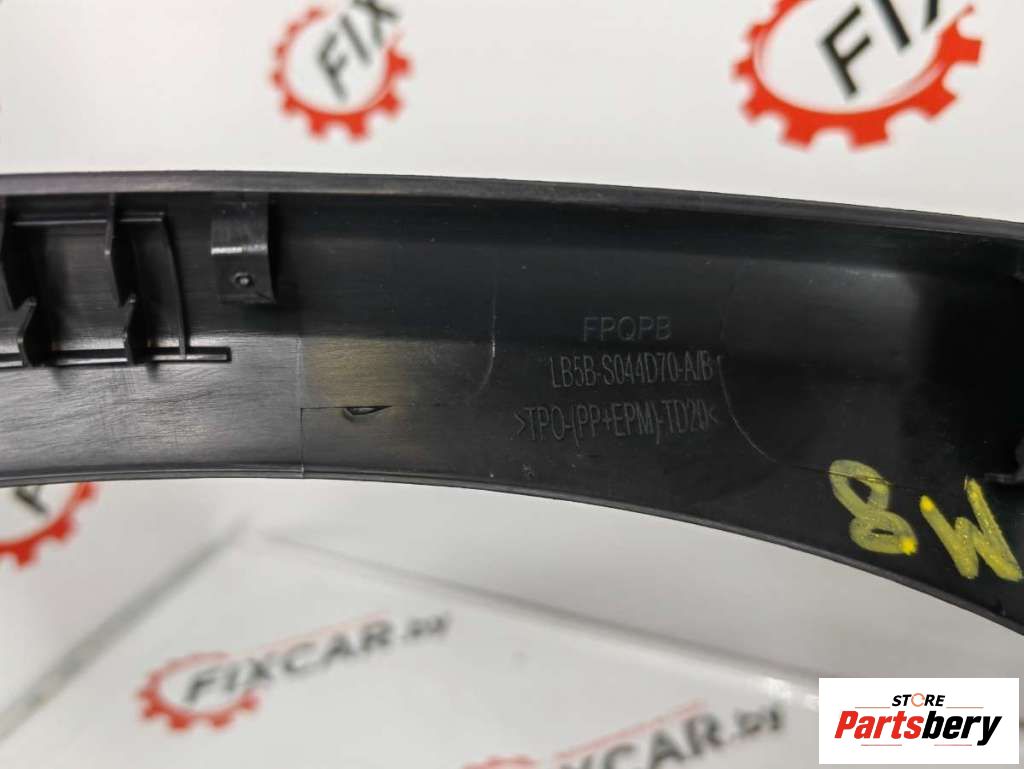 FIX
FIX
FPQPB
LB5B-S044D70-A/B
>TPO-(PP+EPM)-TD20<
8W
FIXCAR.by
FIXCAR.by
STORE
Partsbery